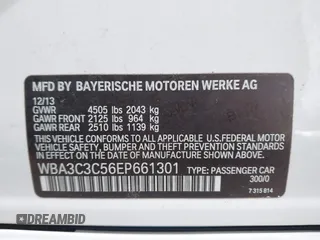 MFD BY BAYERISCHE MOTOREN WERKE AG
12/13
GVWR 4505 lbs 2043 kg
GAWR FRONT 2125 lbs 964 kg
GAWR REAR 2510 lbs 1139 kg
THIS VEHICLE CONFORMS TO ALL APPLICABLE U.S.FEDERAL
MOTOR VEHICLE SAFETY, BUMPER, AND THEFT PREVENTION
STANDARDS IN EFFECT ON THE DATE OF MANUFACTURE
SHOWN ABOVE.
WBA3C3C56EP661301 TYPE: PASSENGER CAR
300/0
7 315 814
DREAMBID